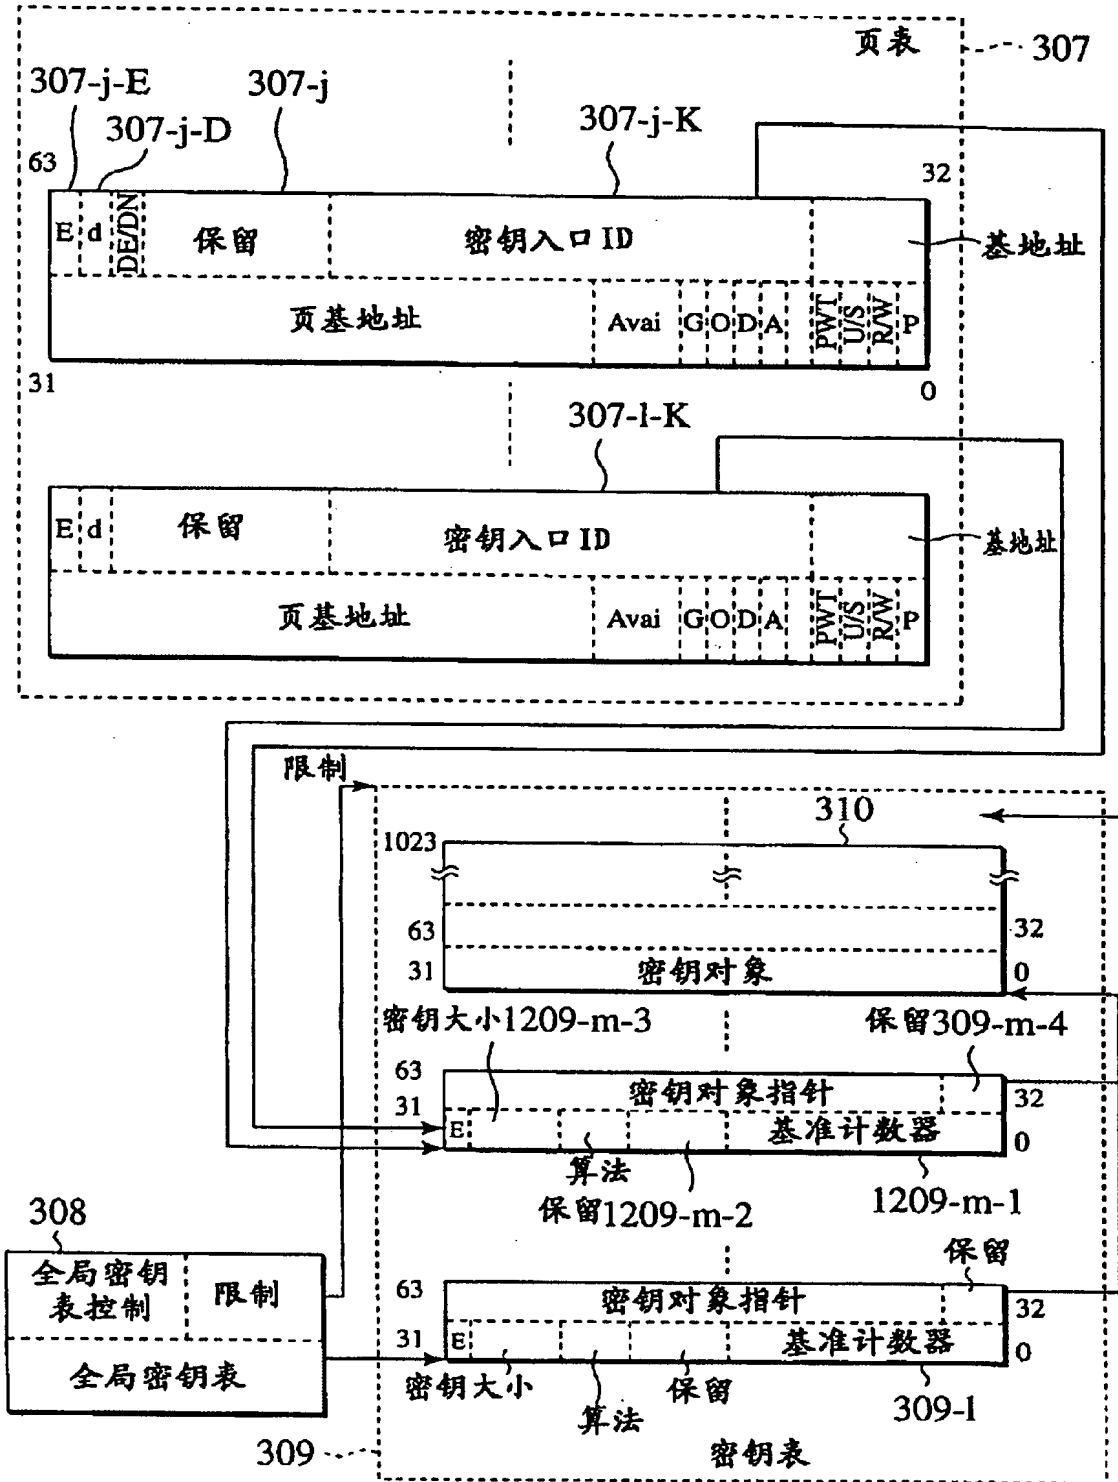 页表
307
307-j-E
307-j
307-j-D
307-j-K
63
32
E d DE/DN 保留 密钥入口ID
基地址
页基地址 Avai G O D A PWT U/S R/W P
31
0
307-l-K
E d 保留 密钥入口ID
基地址
页基地址 Avai G O D A PWT U/S R/W P
限制
310
1023
63
32
31
密钥对象
0
密钥大小1209-m-3
保留309-m-4
63
密钥对象指针
32
31
E
基准计数器
0
算法
保留1209-m-2
1209-m-1
308
保留
全局密钥表控制
限制
63
密钥对象指针
32
31
E
基准计数器
0
全局密钥表
密钥大小
算法
保留
309-1
309
密钥表